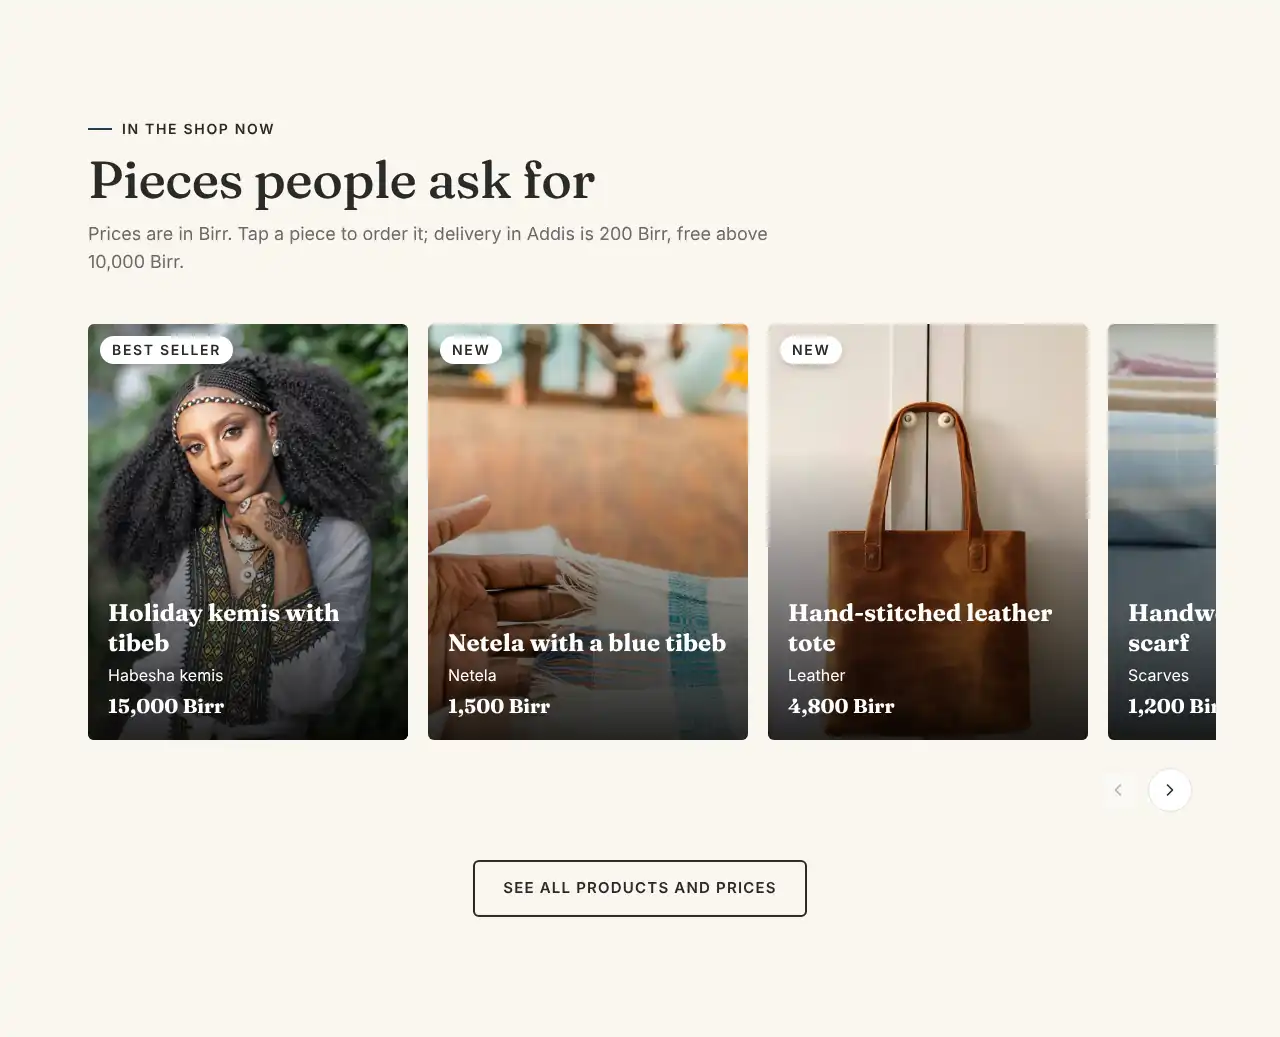 IN THE SHOP NOW
Pieces people ask for
Prices are in Birr. Tap a piece to order it; delivery in Addis is 200 Birr, free above
10,000 Birr.
BEST SELLER
Holiday kemis with
tibeb
Habesha kemis
15,000 Birr
NEW
Netela with a blue tibeb
Netela
1,500 Birr
NEW
Hand-stitched leather
tote
Leather
4,800 Birr
scarf
Scarves
1,200
SEE ALL PRODUCTS AND PRICES